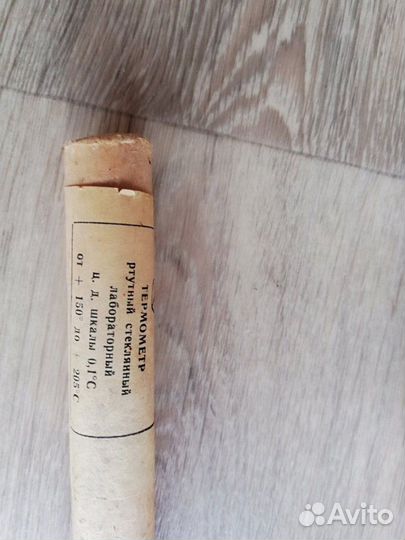 ТЕРМОМЕТР
ртутный стеклянный
лабораторный
ц. д. шкалы 0,1°С
от + 150° до + 205°С
Avito